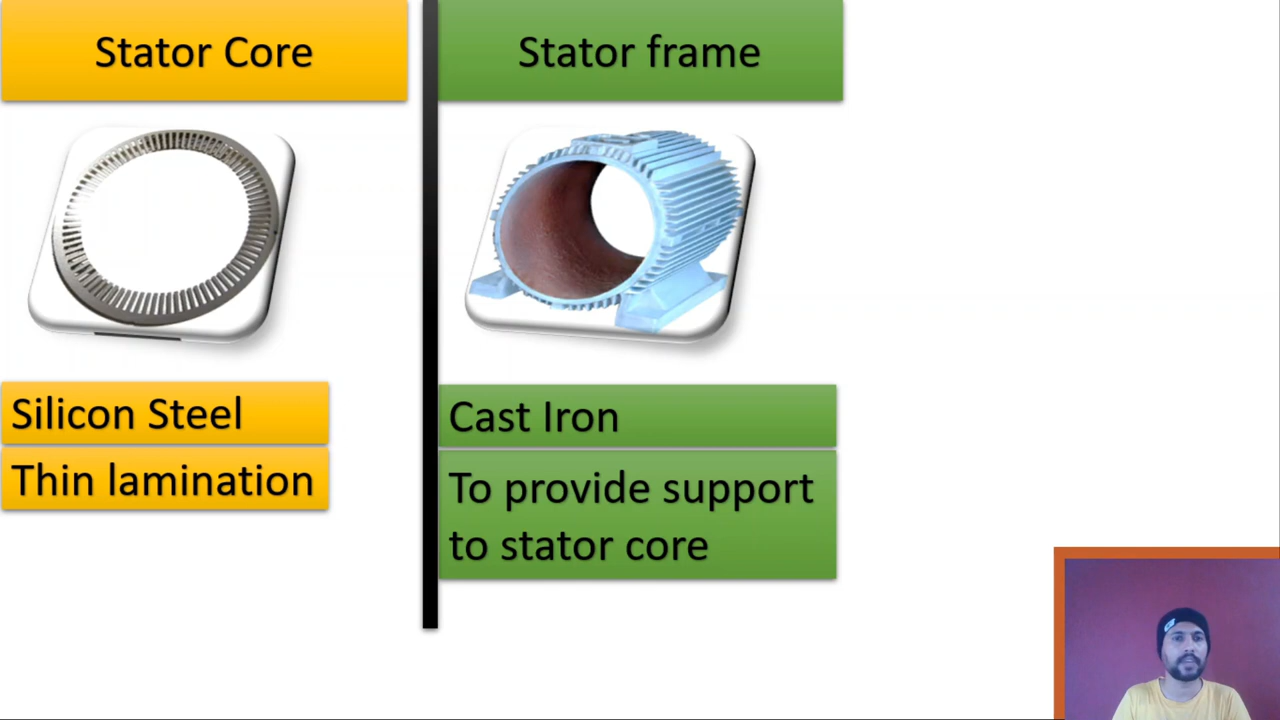 Stator Core
Silicon Steel
Thin lamination
Stator frame
Cast Iron
To provide support
to stator core